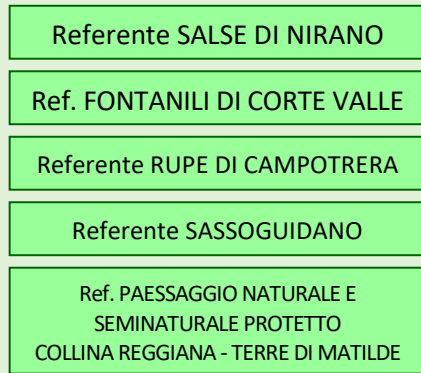 Referente SALSE DI NIRANO
Ref. FONTANILI DI CORTE VALLE
Referente RUPE DI CAMPOTRERA
Referente SASSOGUIDANO
Ref. PAESSAGGIO NATURALE E
SEMINATURALE PROTETTO
COLLINA REGGIANA - TERRE DI MATILDE